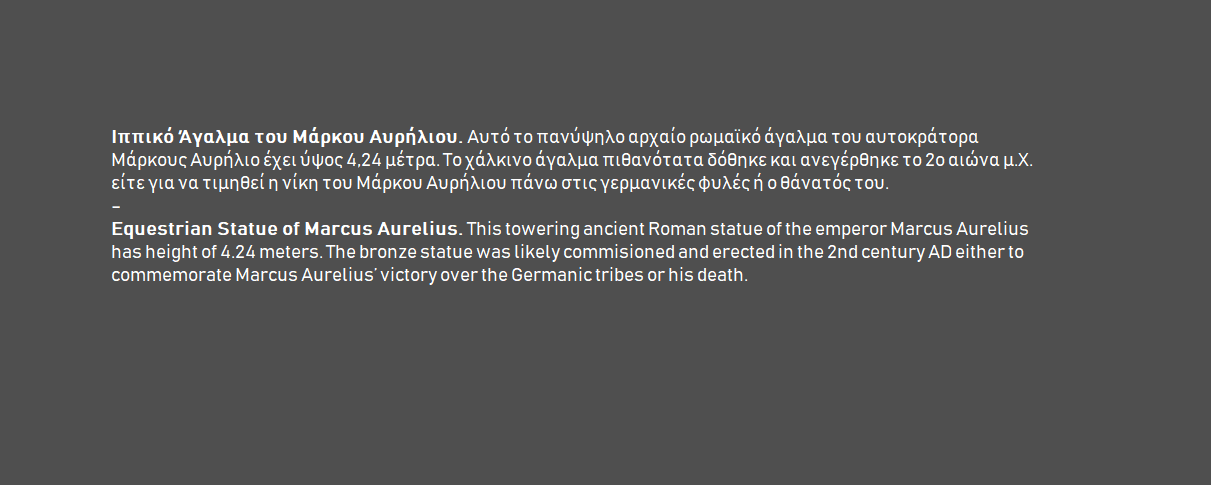 Ιππικό Άγαλμα του Μάρκου Αυρήλιου. Αυτό το πανύψηλο αρχαίο ρωμαϊκό άγαλμα του αυτοκράτορα
Μάρκους Αυρήλιο έχει ύψος 4,24 μέτρα. Το χάλκινο άγαλμα πιθανότατα δόθηκε και ανεγέρθηκε το 2ο αιώνα μ.Χ.
είτε για να τιμηθεί η νίκη του Μάρκου Αυρήλιου πάνω στις γερμανικές φυλές ή ο θάνατός του.
–
Equestrian Statue of Marcus Aurelius. This towering ancient Roman statue of the emperor Marcus Aurelius
has height of 4.24 meters. The bronze statue was likely commisioned and erected in the 2nd century AD either to
commemorate Marcus Aurelius’ victory over the Germanic tribes or his death.